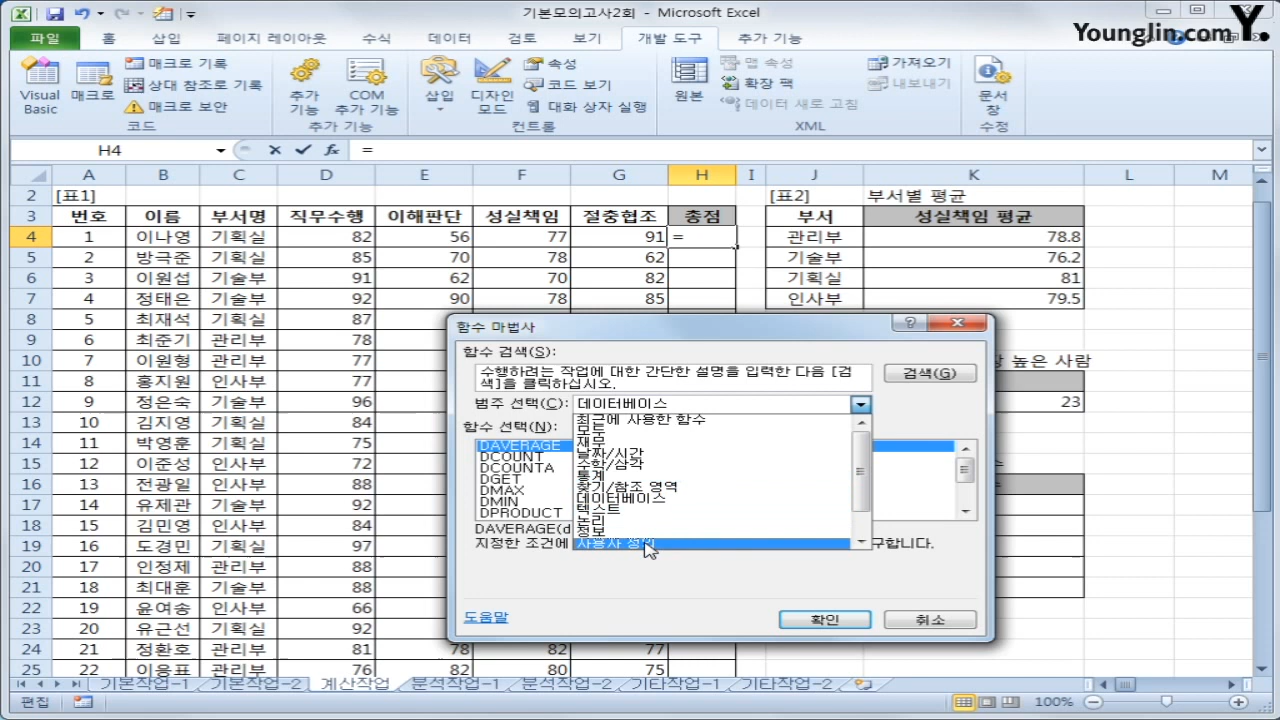 기본모의고사2회 - Microsoft Excel
Younglin.com Y.
파일 홈 삽입 페이지 레이아웃 수식 데이터 검토 보기 개발 도구 추가 기능
Visual Basic
매크로
매크로 기록
상대 참조로 기록
매크로 보안
코드
추가 기능
COM 추가 기능
추가 기능
삽입
디자인 모드
속성
코드 보기
대화 상자 실행
컨트롤
원본
맵 속성
확장 팩
데이터 새로 고침
가져오기
내보내기
XML
문서 창
수정
H4 fx =
A B C D E F G H I J K L M
2 [표1] [표2] 부서별 평균
3 번호 이름 부서명 직무수행 이해판단 성실책임 절충협조 총점 부서 성실책임 평균
4 1 이나영 기획실 82 56 77 91 = 관리부 78.8
5 2 방극준 기획실 85 70 78 62 기술부 76.2
6 3 이원섭 기술부 91 62 70 82 기획실 81
7 4 정태은 기술부 92 90 78 85 인사부 79.5
8 5 최재석 기획실 87
9 6 최준기 관리부 78
10 7 이원형 관리부 77 장 높은 사람
11 8 홍지원 인사부 77
12 9 정은숙 기획실 96 23
13 10 김지영 기획실 84
14 11 박영훈 기획실 75
15 12 이준성 인사부 72
16 13 전광일 인사부 92
17 14 유제관 기술부 92
18 15 김민영 인사부 84
19 16 도경민 기획실 97
20 17 인정제 관리부 88
21 18 최대훈 기술부 88
22 19 윤여송 인사부 66
23 20 유근선 기획실 92
24 21 정환호 관리부 81 78 82 77
25 22 이응표 관리부 76 82 80 75
함수 마법사
함수 검색(S):
수행하려는 작업에 대한 간단한 설명을 입력한 다음 [검
색]을 클릭하십시오.
검색(G)
범주 선택(C): 데이터베이스
최근에 사용한 함수
모두
재무
날짜/시간
수학/삼각
통계
찾기/참조 영역
데이터베이스
텍스트
논리
정보
사용자 정의
함수 선택(N):
DAVERAGE
DCOUNT
DCOUNTA
DGET
DMAX
DMIN
DPRODUCT
DAVERAGE(d
지정한 조건에 구합니다.
도움말
확인
취소
기본작업-1 기본작업-2 계산작업 분석작업-1 분석작업-2 기타작업-1 기타작업-2
편집 100%